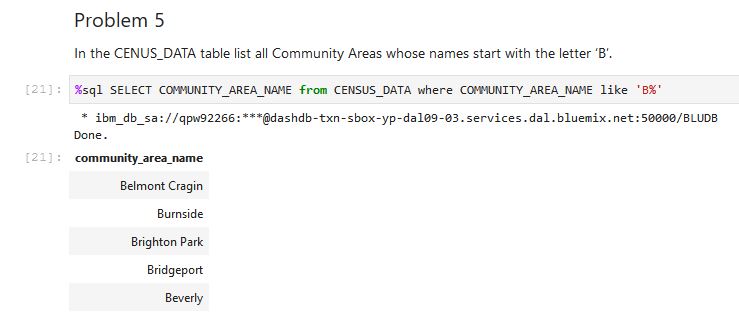 Problem 5
In the CENUS_DATA table list all Community Areas whose names start with the letter ‘B’.
[21]: %sql SELECT COMMUNITY_AREA_NAME from CENSUS_DATA where COMMUNITY_AREA_NAME like 'B%'
* ibm_db_sa://qpw92266:***@dashdb-txn-sbox-yp-dal09-03.services.dal.bluemix.net:50000/BLUDB
Done.
[21]: community_area_name
Belmont Cragin
Burnside
Brighton Park
Bridgeport
Beverly